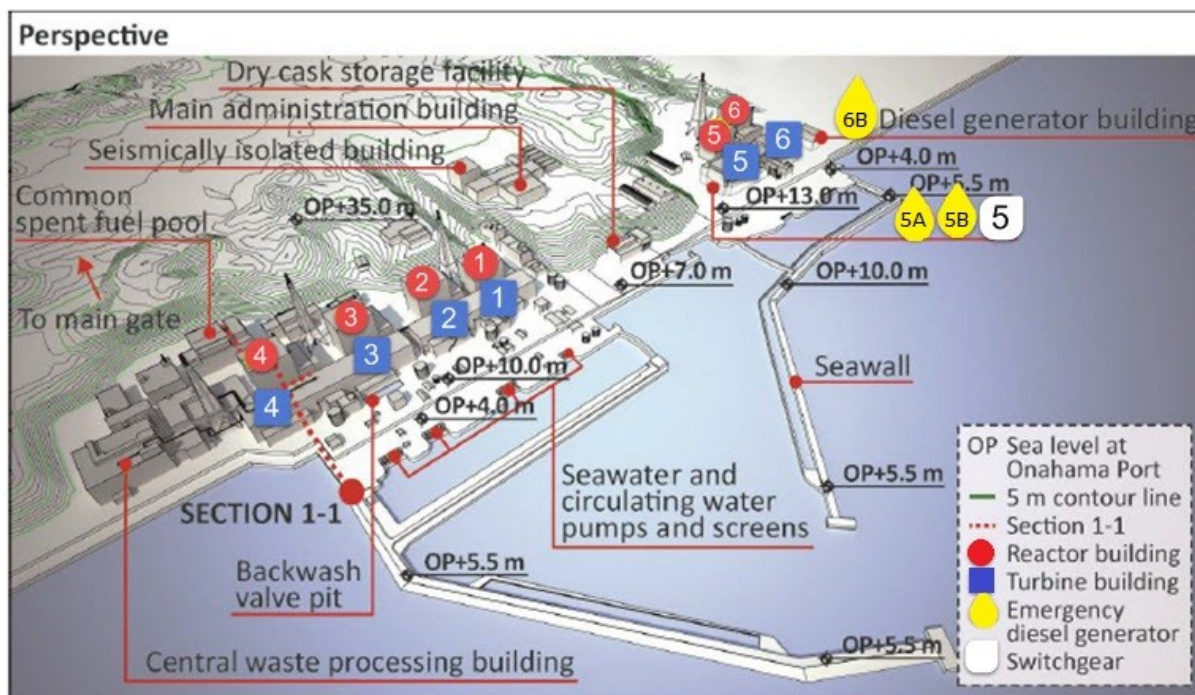 Perspective
Dry cask storage facility
Main administration building
Seismically isolated building
Common
spent fuel pool
To main gate
OP+35.0 m
6B
Diesel generator building
6
6
5
5
OP+4.0 m
OP+5.5 m
5A
5B
5
OP+13.0 m
OP+7.0 m
OP+10.0 m
1
2
1
2
3
3
4
4
OP+10.0 m
OP+4.0 m
Seawall
SECTION 1-1
Seawater and
circulating water
pumps and screens
OP+5.5 m
Backwash
valve pit
OP+5.5 m
Central waste processing building
OP+5.5 m
OP Sea level at
Onahama Port
5 m contour line
Section 1-1
Reactor building
Turbine building
Emergency
diesel generator
Switchgear